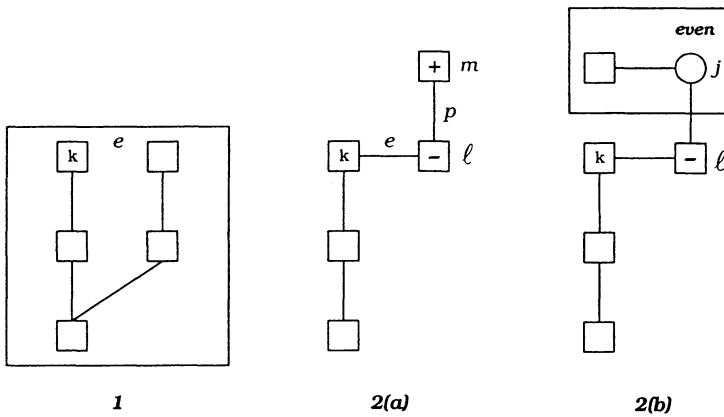 even
j
+ m
p
e
k e - ℓ
k - ℓ
k
1 2(a) 2(b)